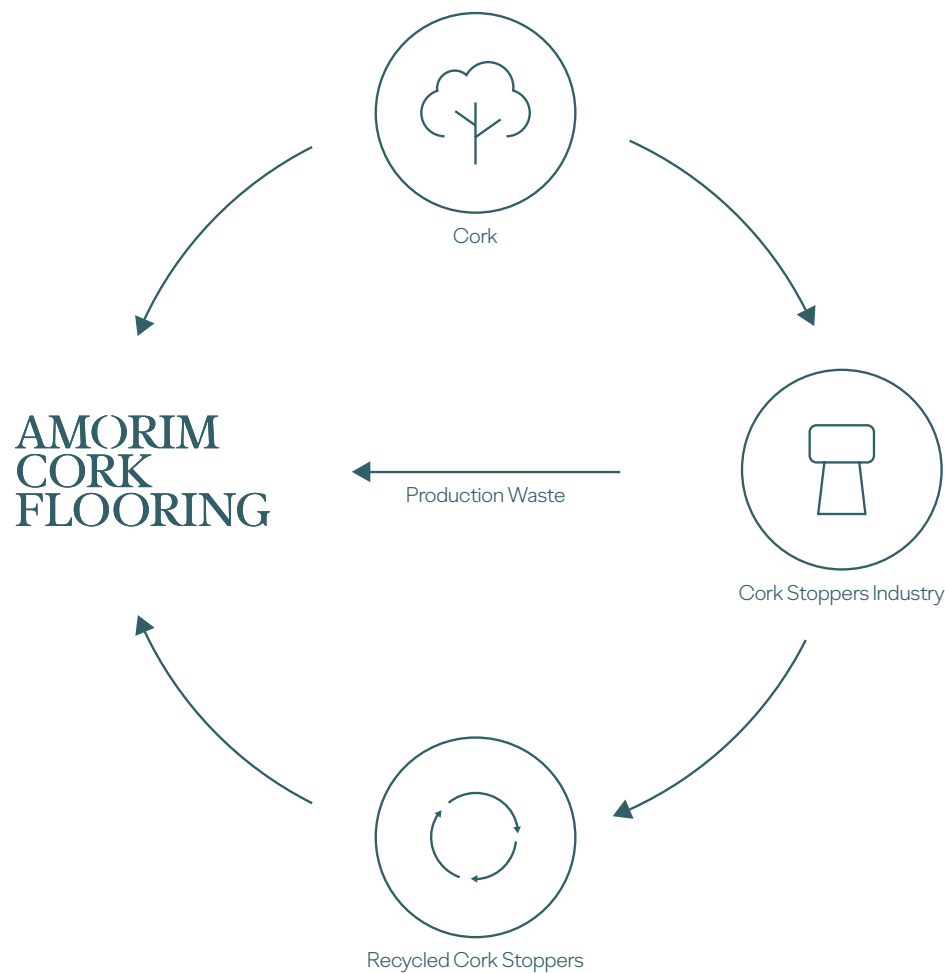 Cork
AMORIM
CORK
FLOORING
Production Waste
Cork Stoppers Industry
Recycled Cork Stoppers